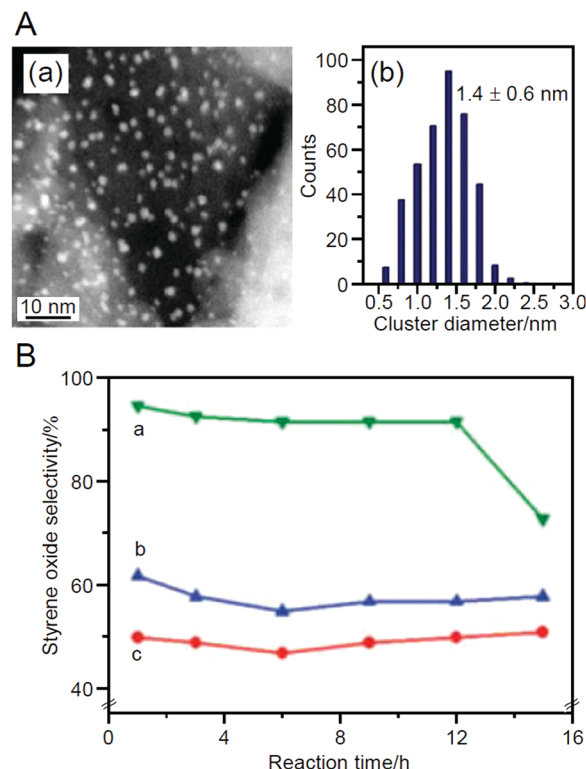 A
(a)
10 nm
(b)
1.4 ± 0.6 nm
Counts
100
80
60
40
20
0
0.5 1.0 1.5 2.0 2.5 3.0
Cluster diameter/nm
B
Styrene oxide selectivity/%
100
80
60
40
a
b
c
0 4 8 12 16
Reaction time/h